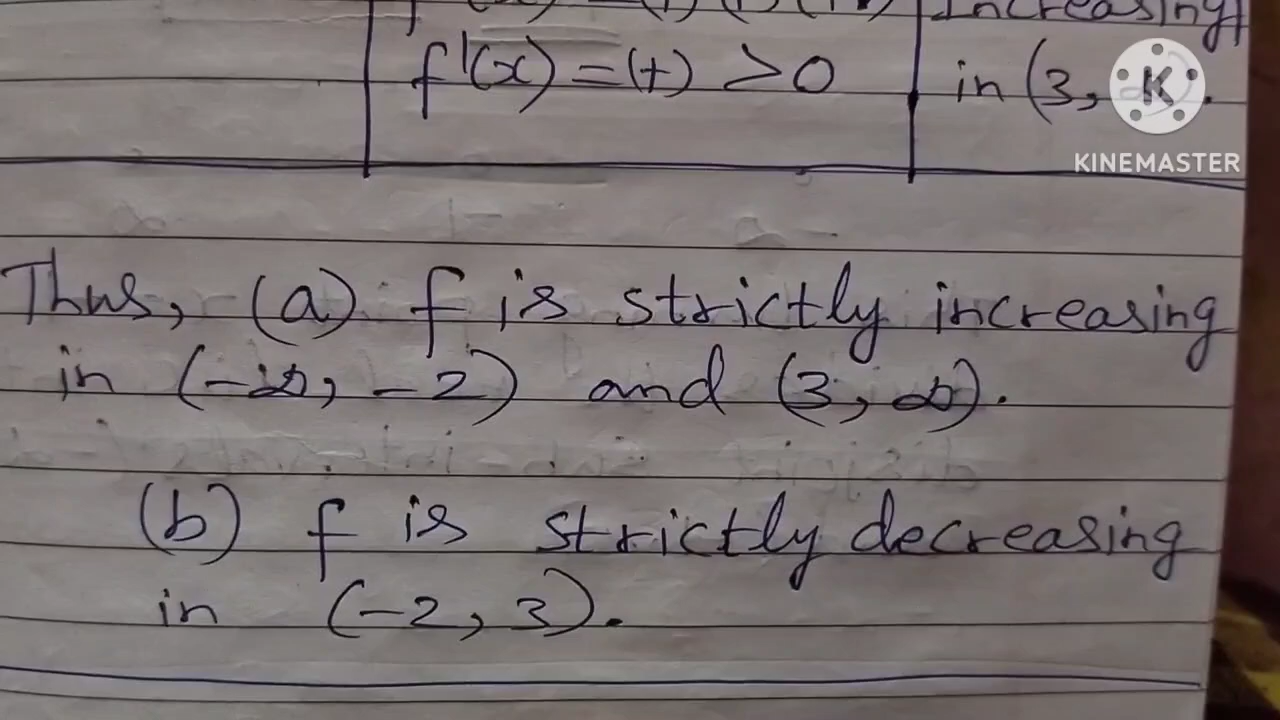 Increasing
f'(x) = (+) > 0
in (3,
K
KINEMASTER
Thus, (a) f is strictly increasing
in (-∞, -2) and (3, ∞).
(b) f is strictly decreasing
in (-2, 3).